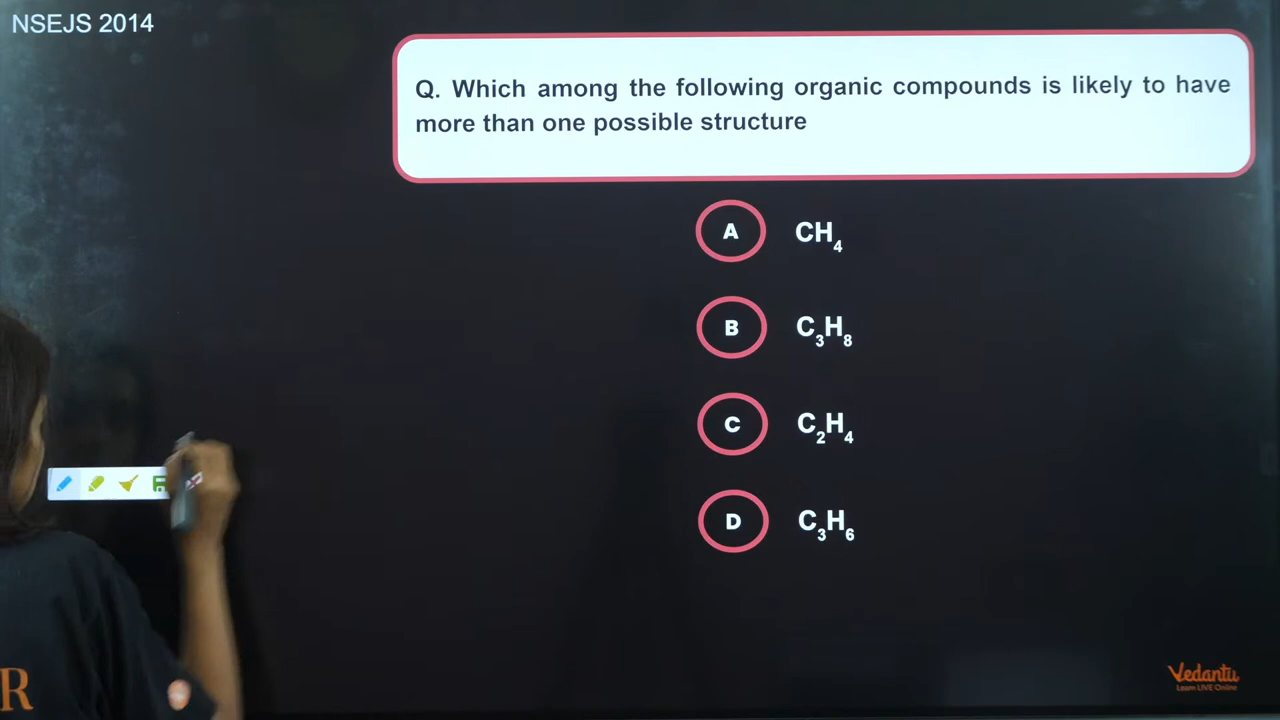 NSEJS 2014
Q. Which among the following organic compounds is likely to have
more than one possible structure
A CH₄
B C₃H₈
C C₂H₄
D C₃H₆
R
Vedantu
Learn LIVE Online